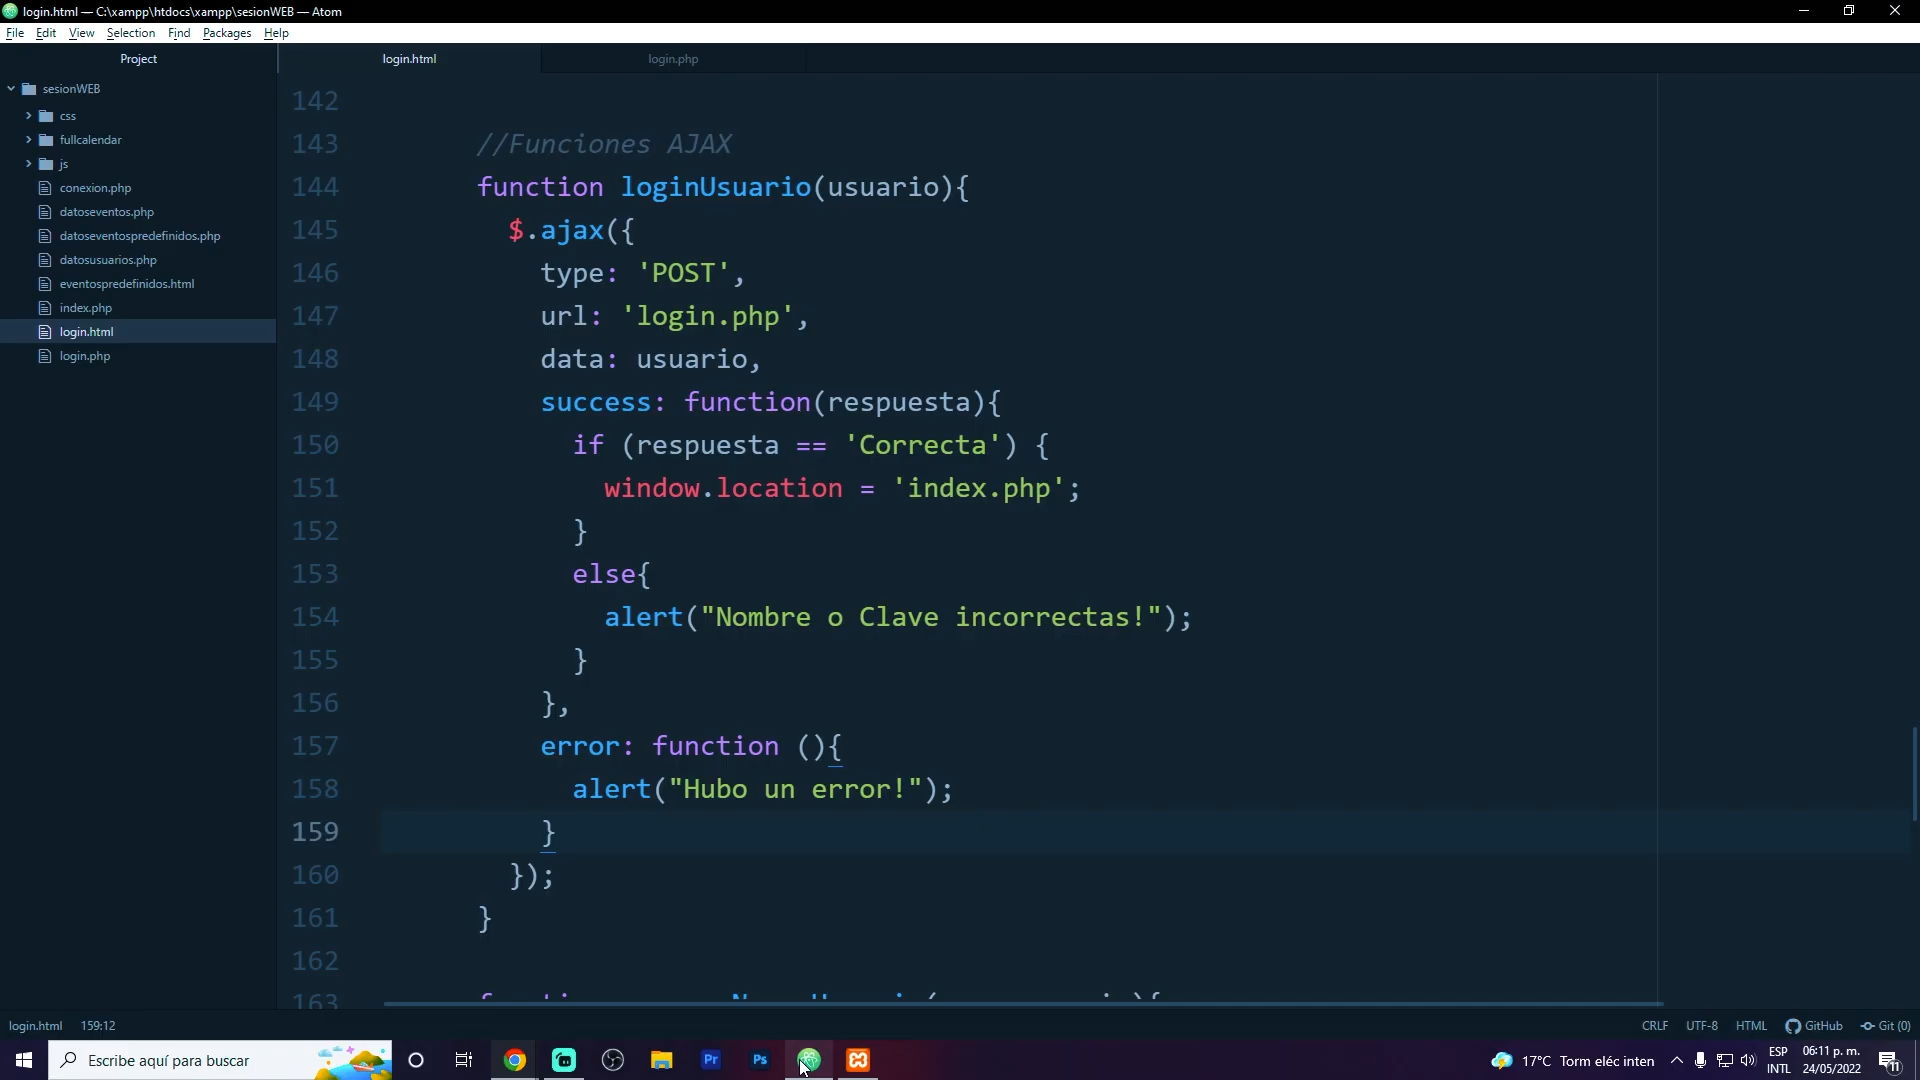 login.html — C:\xampp\htdocs\xampp\sesionWEB — Atom
File Edit View Selection Find Packages Help
Project
login.html
login.php
sesionWEB
css
fullcalendar
js
conexion.php
datoseventos.php
datoseventospredefinidos.php
datosusuarios.php
eventospredefinidos.html
index.php
login.html
login.php
142
143 //Funciones AJAX
144 function loginUsuario(usuario){
145 $.ajax({
146 type: 'POST',
147 url: 'login.php',
148 data: usuario,
149 success: function(respuesta){
150 if (respuesta == 'Correcta') {
151 window.location = 'index.php';
152 }
153 else{
154 alert("Nombre o Clave incorrectas!");
155 }
156 },
157 error: function (){
158 alert("Hubo un error!");
159 }
160 });
161 }
162
163
login.html 159:12
CRLF UTF-8 HTML GitHub Git (0)
Escribe aquí para buscar
Pr
Ps
17°C Torm eléc inten
ESP
INTL
06:11 p. m.
24/05/2022
11